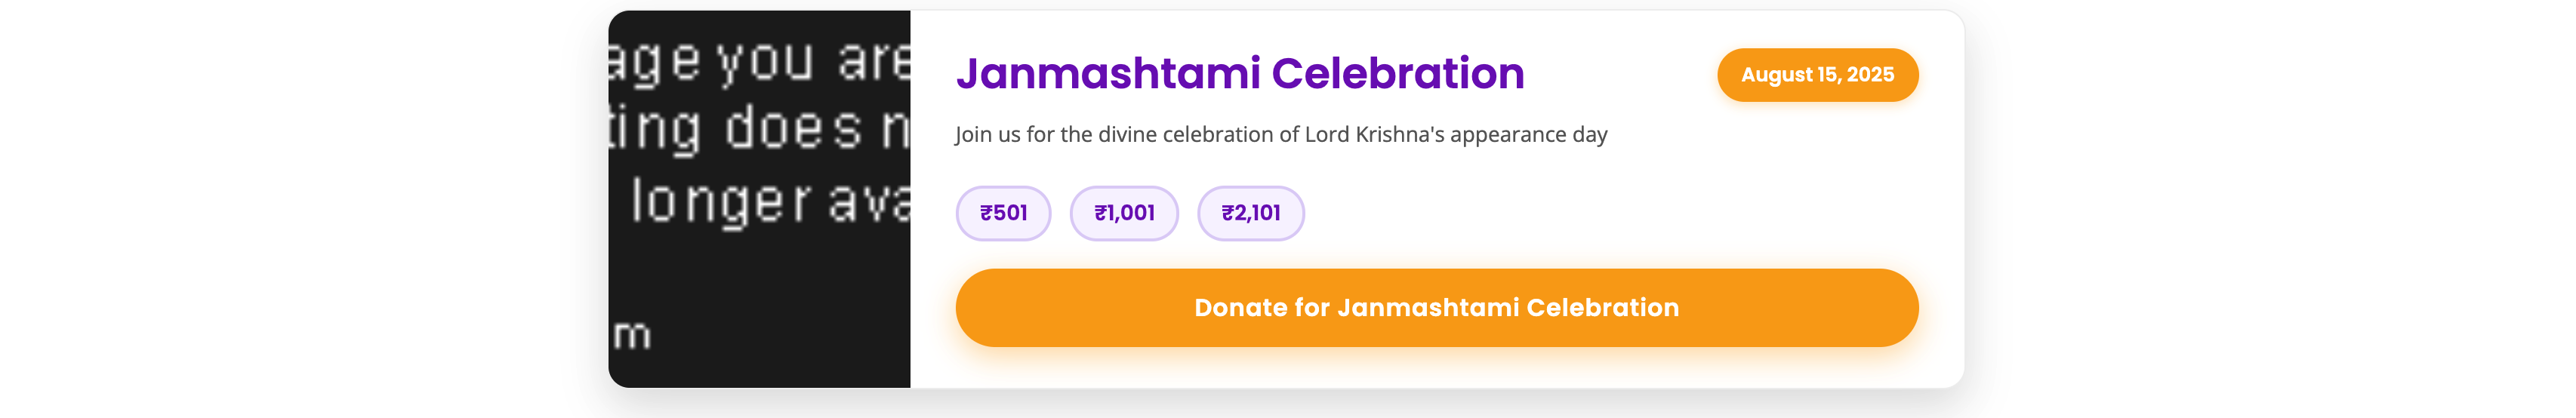 age you are
ting does n
longer ava
m
Janmashtami Celebration
August 15, 2025
Join us for the divine celebration of Lord Krishna's appearance day
₹501
₹1,001
₹2,101
Donate for Janmashtami Celebration